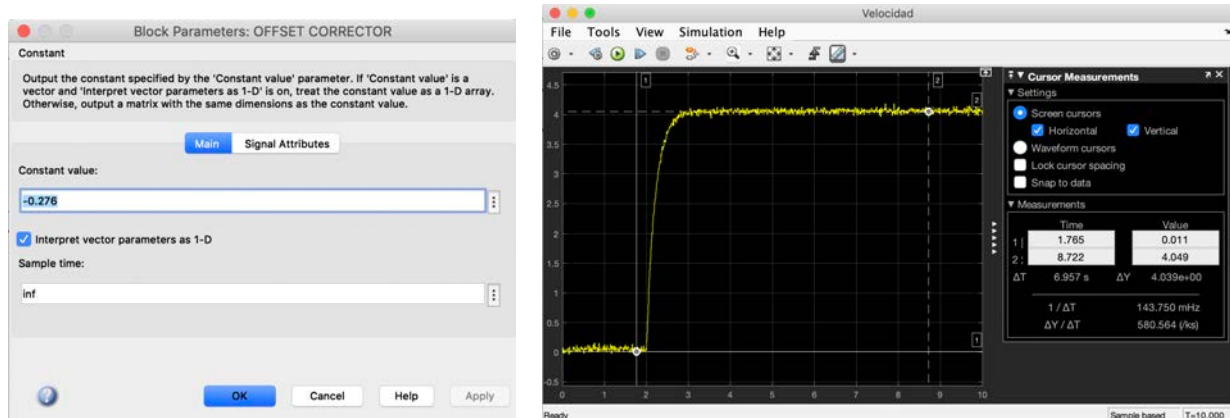 Block Parameters: OFFSET CORRECTOR
Constant
Output the constant specified by the 'Constant value' parameter. If 'Constant value' is a
vector and 'Interpret vector parameters as 1-D' is on, treat the constant value as a 1-D array.
Otherwise, output a matrix with the same dimensions as the constant value.
Main Signal Attributes
Constant value:
-0.276
Interpret vector parameters as 1-D
Sample time:
inf
OK Cancel Help Apply
Velocidad
File Tools View Simulation Help
4.5
4
3.5
3
2.5
2
1.5
1
0.5
0
-0.5
0 1 2 3 4 5 6 7 8 9 10
1
2
2
1
Cursor Measurements
Settings
Screen cursors
Horizontal Vertical
Waveform cursors
Lock cursor spacing
Snap to data
Measurements
Time Value
1 | 1.765 0.011
2 : 8.722 4.049
ΔT 6.957 s ΔY 4.039e+00
1 / ΔT 143.750 mHz
ΔY / ΔT 580.564 (/ks)
Ready Sample based T=10.000